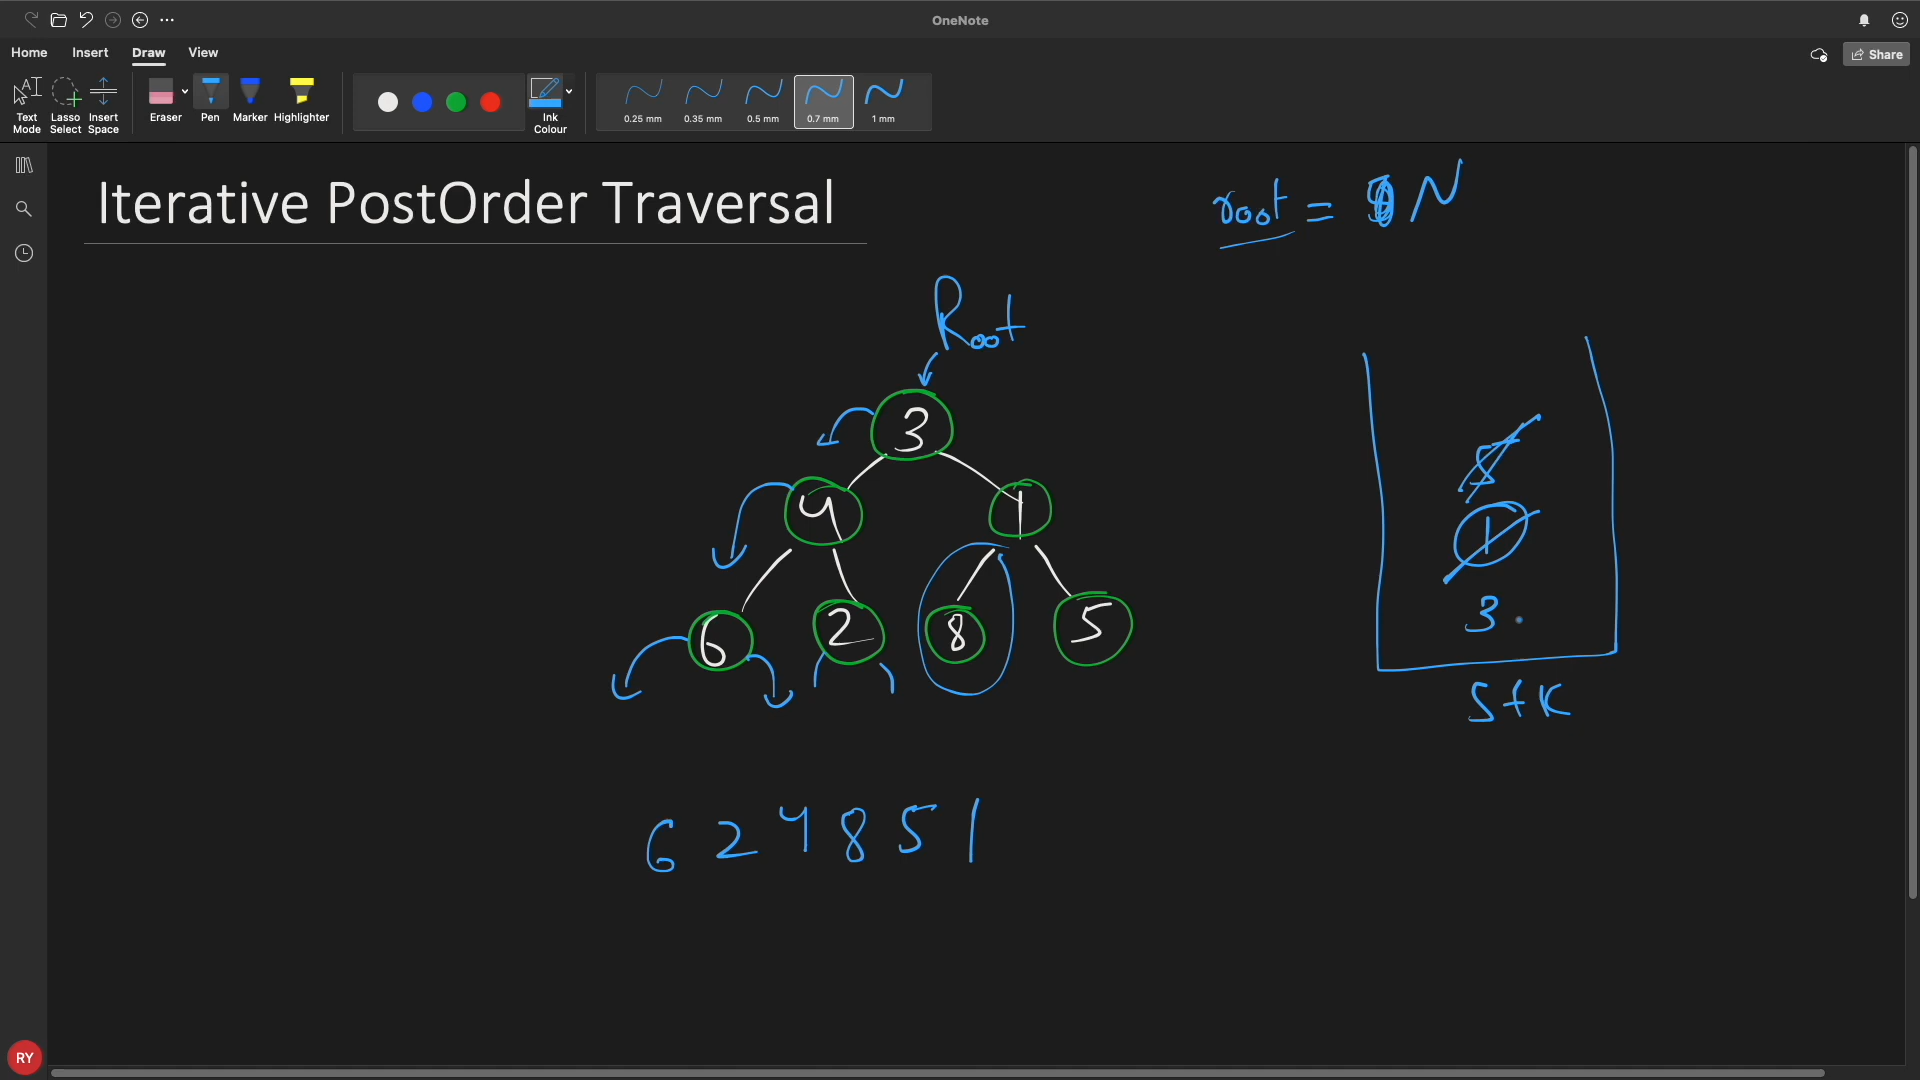 OneNote
Home Insert Draw View
Share
Text Mode
Lasso Select
Insert Space
Eraser
Pen
Marker
Highlighter
Ink Colour
0.25 mm
0.35 mm
0.5 mm
0.7 mm
1 mm
Iterative PostOrder Traversal
root = N
Root
3
4 1
6 2 8 5
5
1
3
Stk
6 2 4 8 5 1
RY